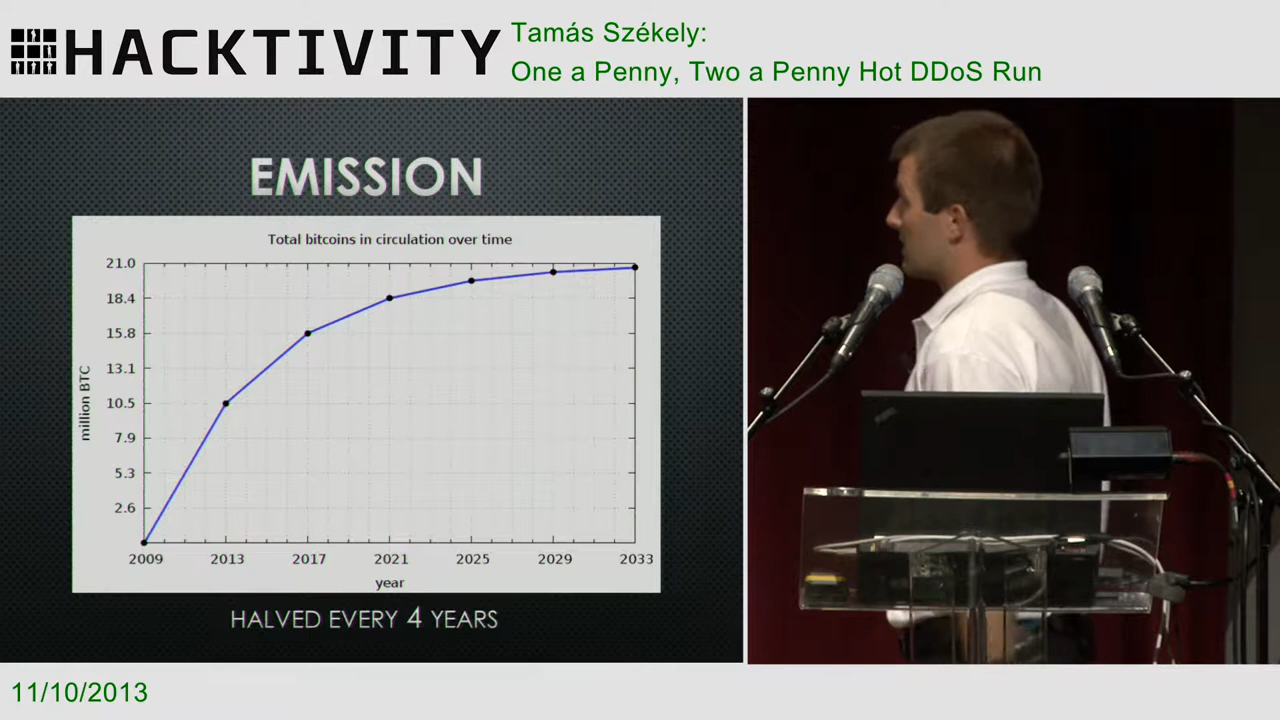 HACKTIVITY
Tamás Székely:
One a Penny, Two a Penny Hot DDoS Run
EMISSION
Total bitcoins in circulation over time
21.0
18.4
15.8
13.1
10.5
7.9
5.3
2.6
million BTC
2009 2013 2017 2021 2025 2029 2033
year
HALVED EVERY 4 YEARS
11/10/2013